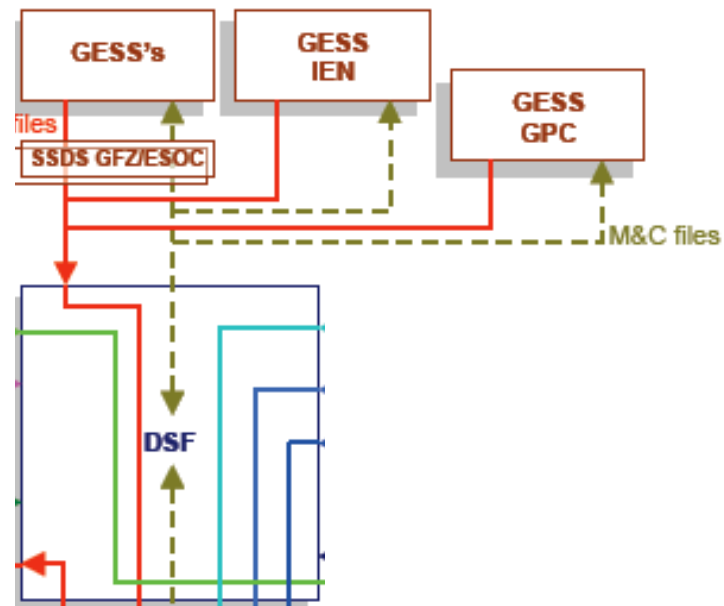 GESS's
GESS
IEN
GESS
GPC
files
SSDS GFZ/ESOC
M&C files
DSF